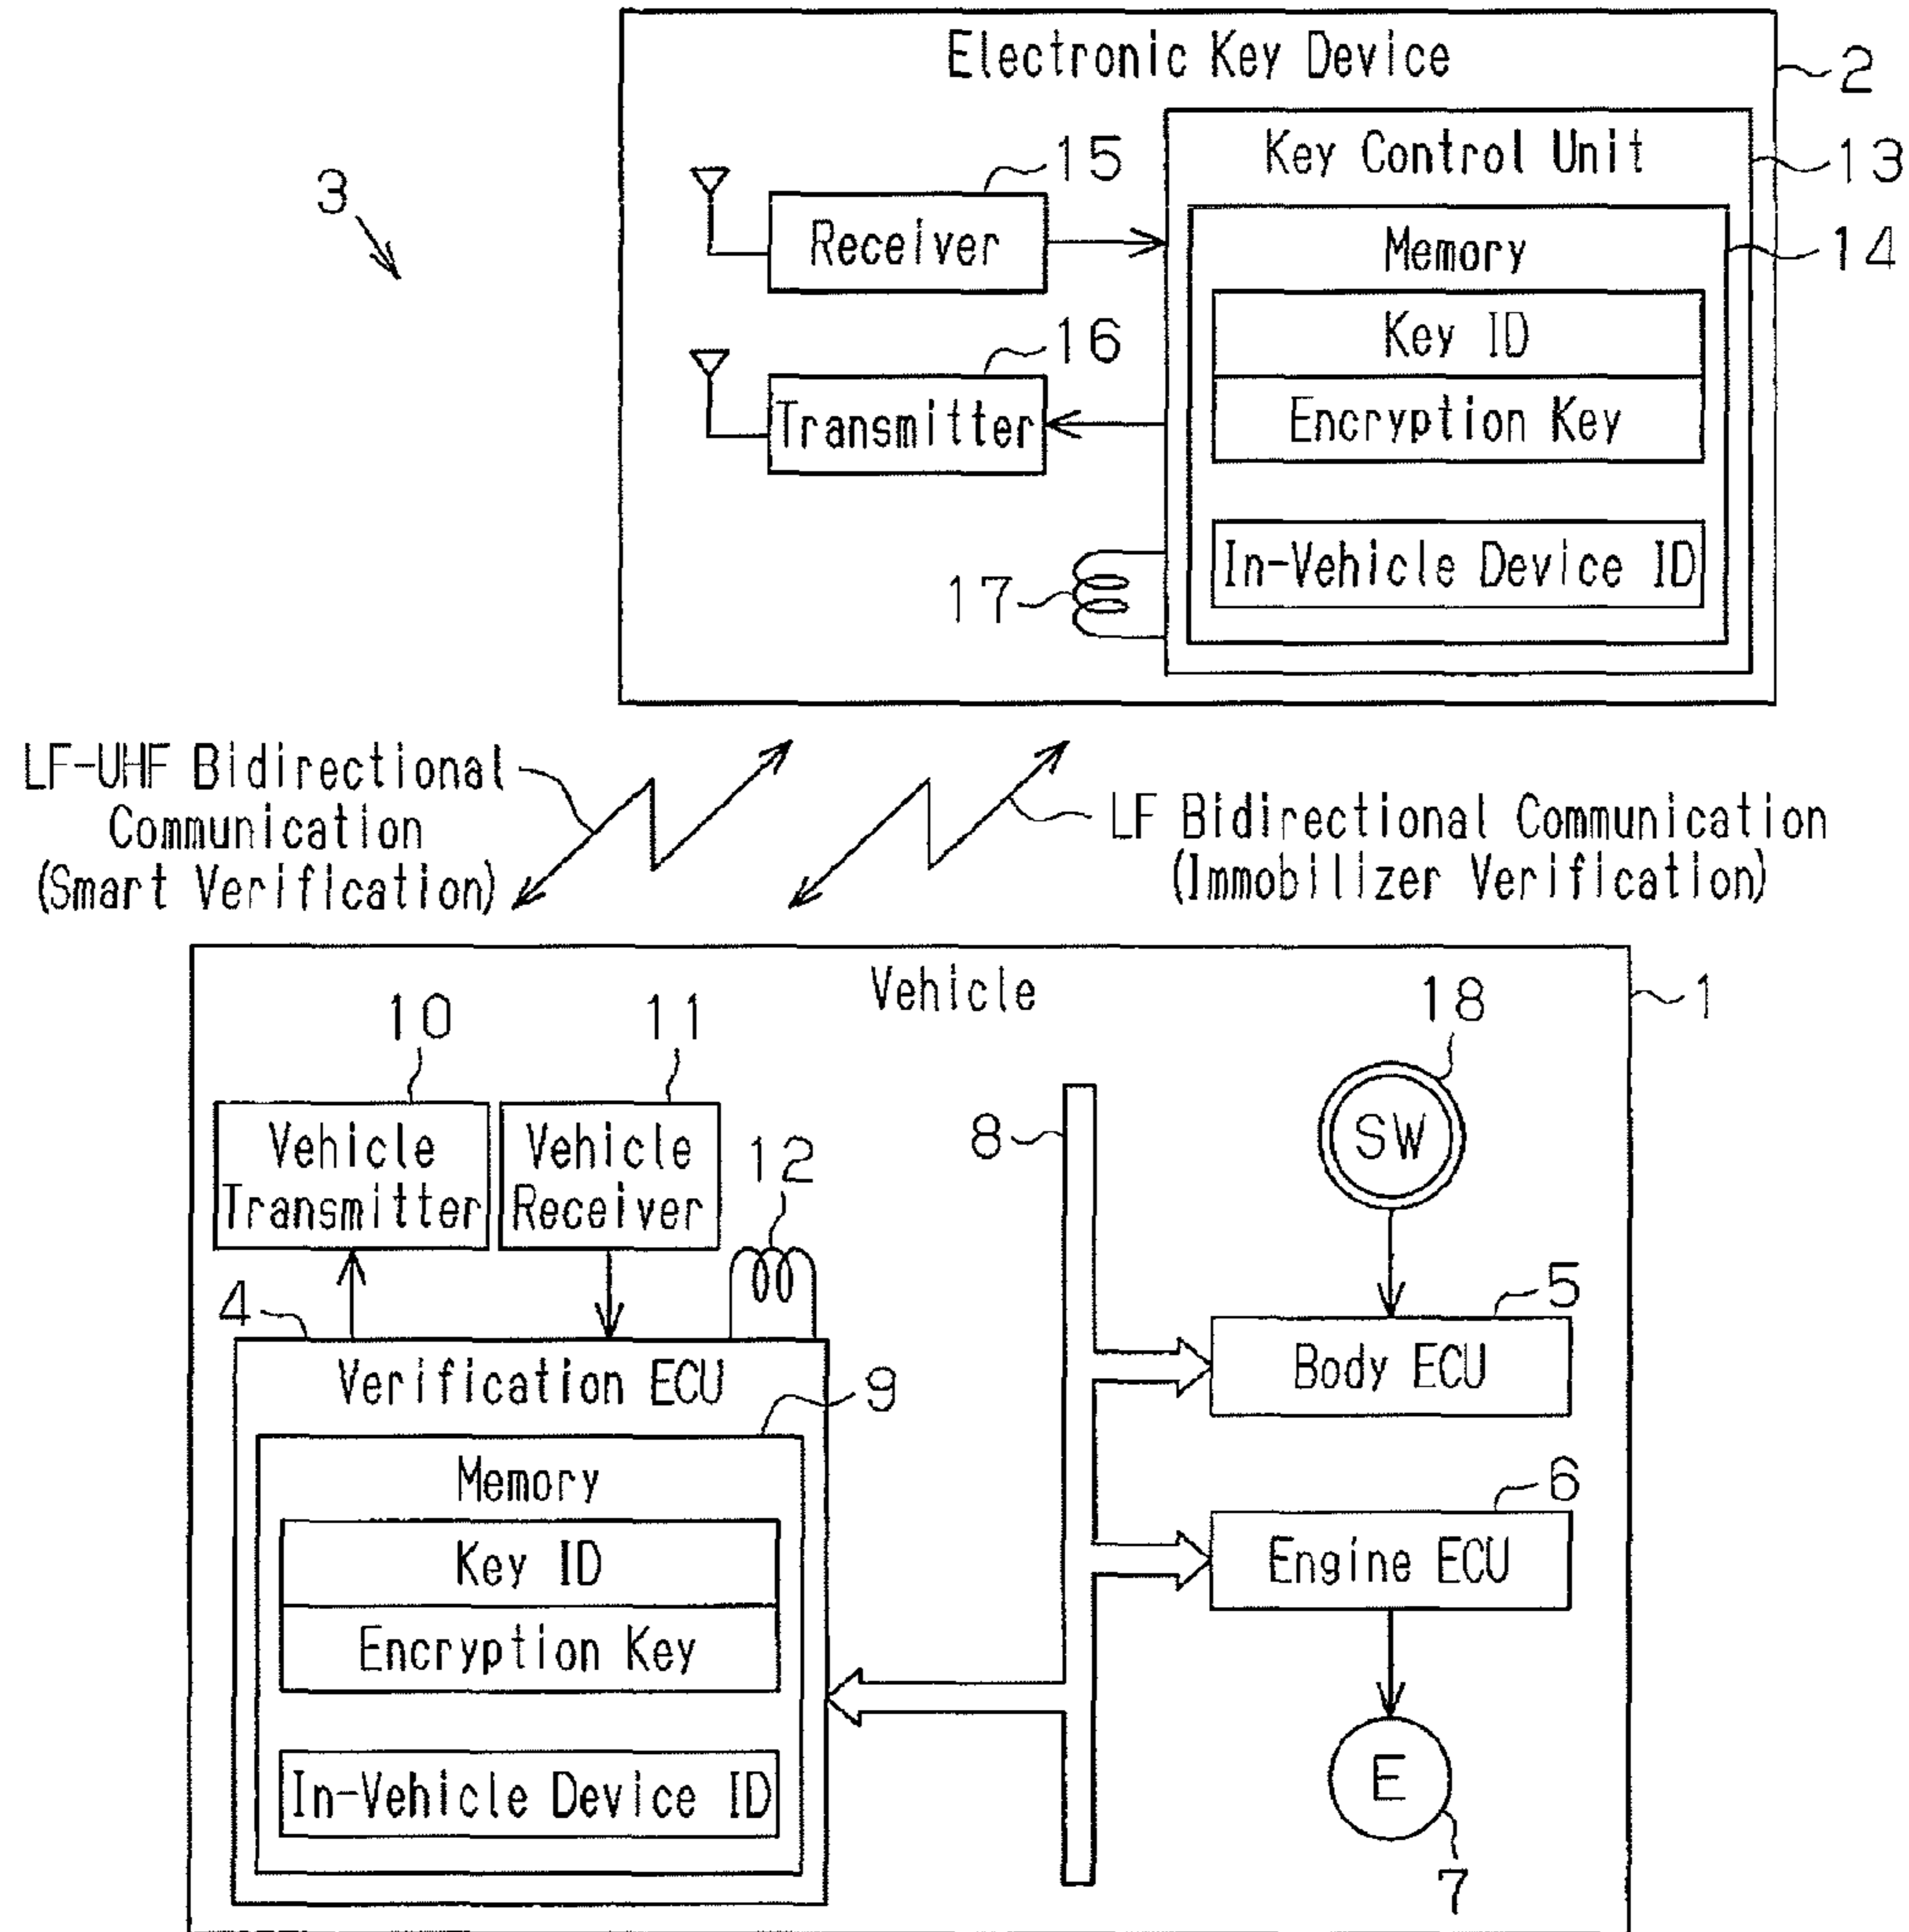 Electronic Key Device
2
Key Control Unit
13
15
3
Receiver
Memory
14
Key ID
16
Transmitter
Encryption Key
17
In-Vehicle Device ID
LF-UHF Bidirectional
Communication
(Smart Verification)
LF Bidirectional Communication
(Immobilizer Verification)
Vehicle
1
10
11
18
Vehicle
Transmitter
Vehicle
Receiver
12
8
SW
4
5
Verification ECU
Body ECU
9
Memory
6
Key ID
Engine ECU
Encryption Key
In-Vehicle Device ID
E
7